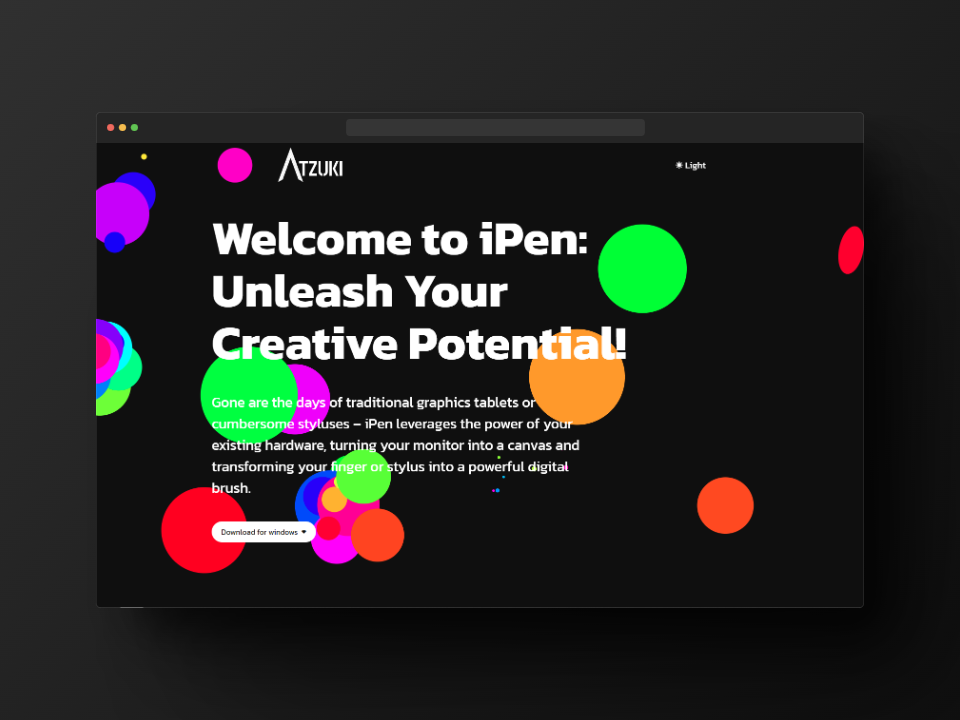 ATZUKI
Light
Welcome to iPen:
Unleash Your
Creative Potential!
Gone are the days of traditional graphics tablets or
cumbersome styluses – iPen leverages the power of your
existing hardware, turning your monitor into a canvas and
transforming your finger or stylus into a powerful digital
brush.
Download for windows